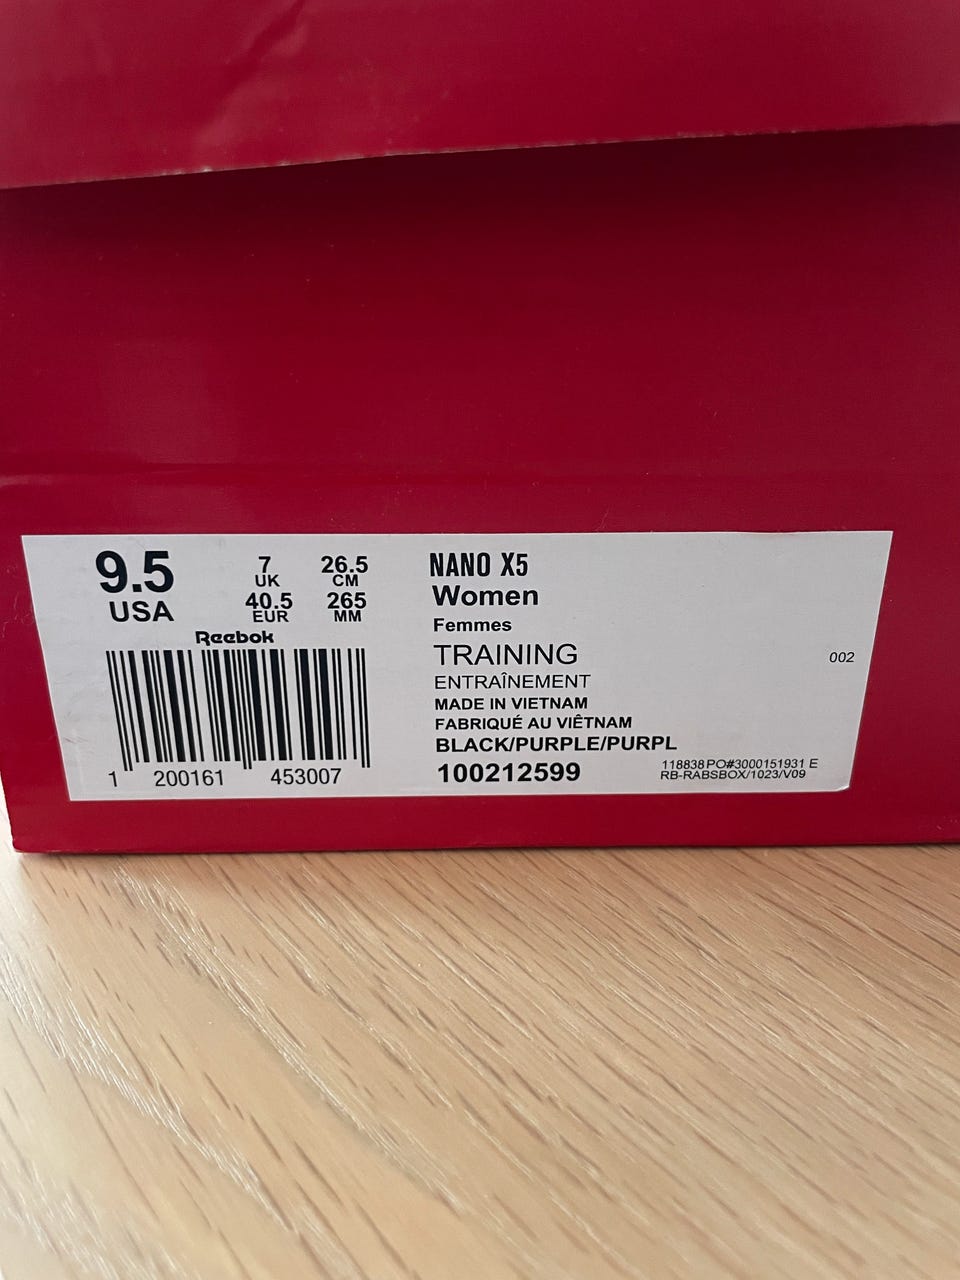 9.5
USA
7
UK
40.5
EUR
26.5
CM
265
MM
Reebok
1 200161 453007
NANO X5
Women
Femmes
TRAINING
ENTRAÎNEMENT
MADE IN VIETNAM
FABRIQUÉ AU VIÊTNAM
BLACK/PURPLE/PURPL
100212599
002
118838PO#3000151931 E
RB-RABSBOX/1023/V09